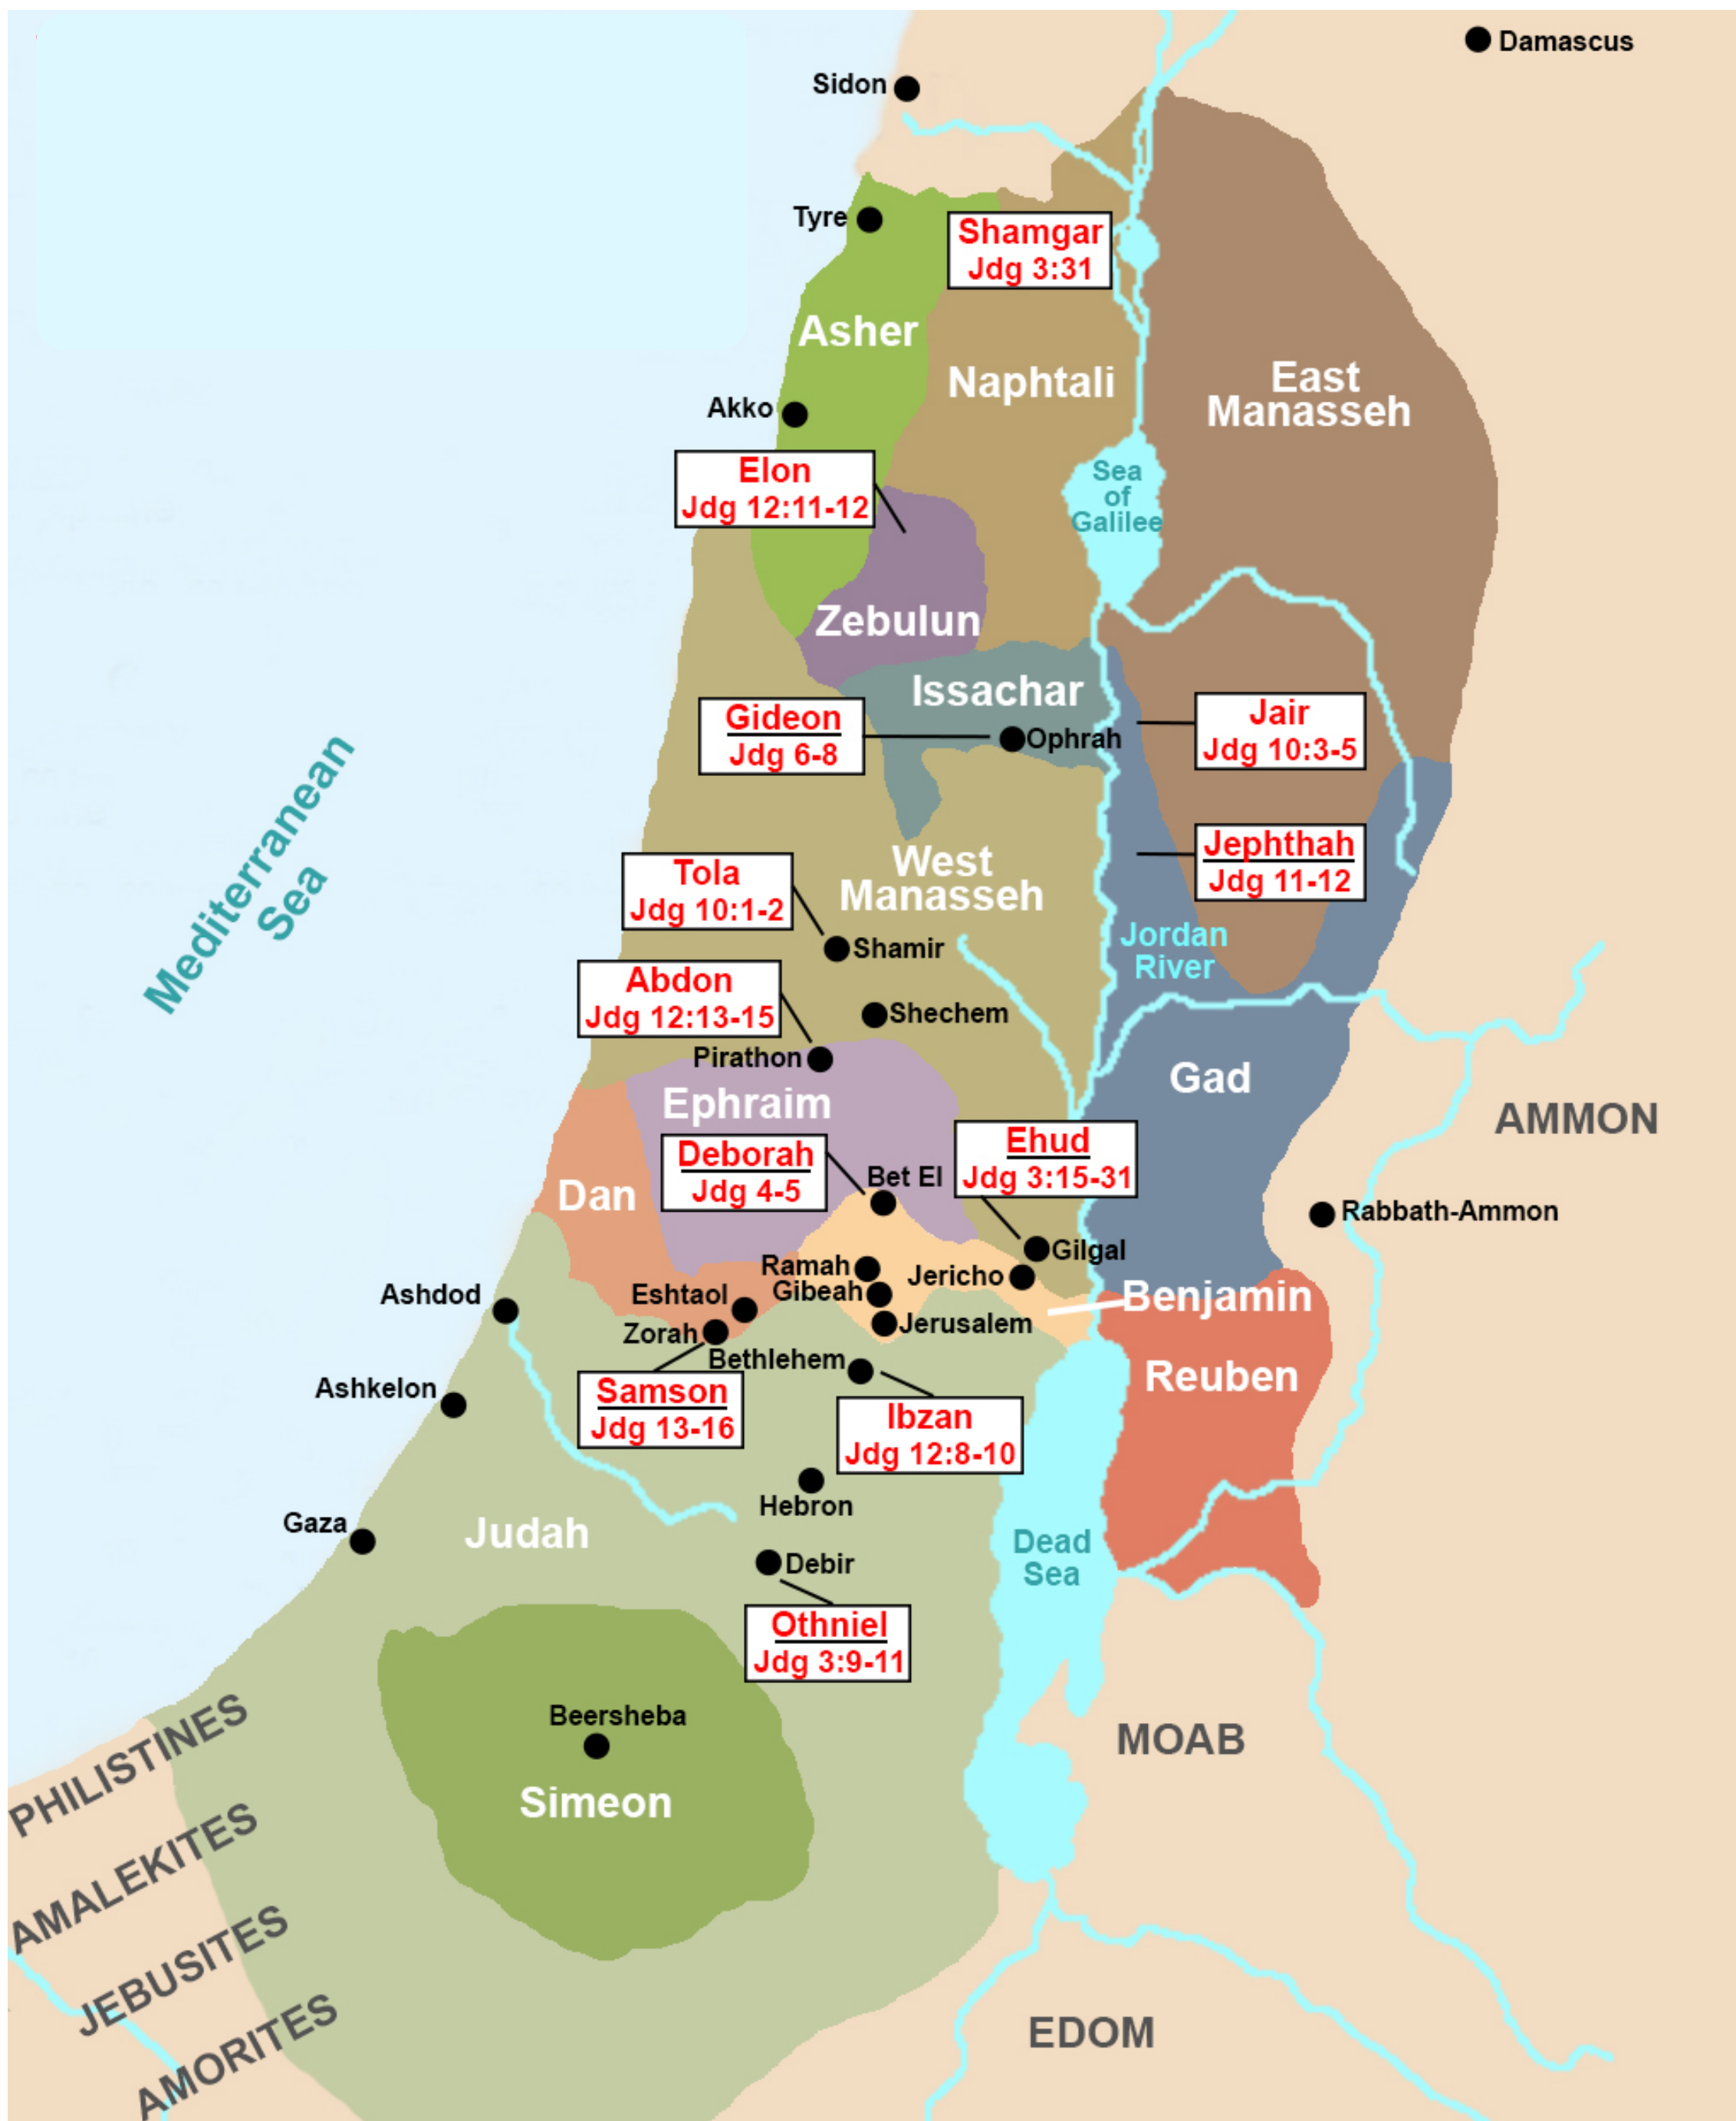 Damascus
Sidon
Tyre
Shamgar
Jdg 3:31
Asher
Naphtali
East
Manasseh
Akko
Elon
Jdg 12:11-12
Sea
of
Galilee
Zebulun
Issachar
Gideon
Jdg 6-8
Ophrah
Jair
Jdg 10:3-5
Mediterranean
Sea
Jephthah
Jdg 11-12
West
Manasseh
Tola
Jdg 10:1-2
Shamir
Jordan
River
Abdon
Jdg 12:13-15
Shechem
Pirathon
Ephraim
Gad
AMMON
Deborah
Jdg 4-5
Ehud
Jdg 3:15-31
Bet El
Dan
Rabbath-Ammon
Gilgal
Ramah
Jericho
Gibeah
Eshtaol
Ashdod
Benjamin
Zorah
Jerusalem
Bethlehem
Reuben
Ashkelon
Samson
Jdg 13-16
Ibzan
Jdg 12:8-10
Hebron
Gaza
Judah
Debir
Dead
Sea
Othniel
Jdg 3:9-11
Beersheba
Simeon
MOAB
PHILISTINES
AMALEKITES
JEBUSITES
AMORITES
EDOM